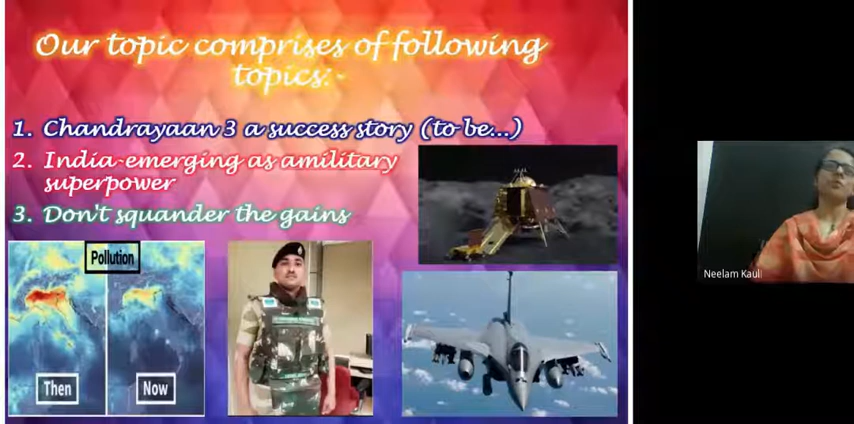 Our topic comprises of following
topics:-
1. Chandrayaan 3 a success story (to be...)
2. India-emerging as amilitary
superpower
3. Don't squander the gains
Pollution
Then
Now
Neelam Kaul